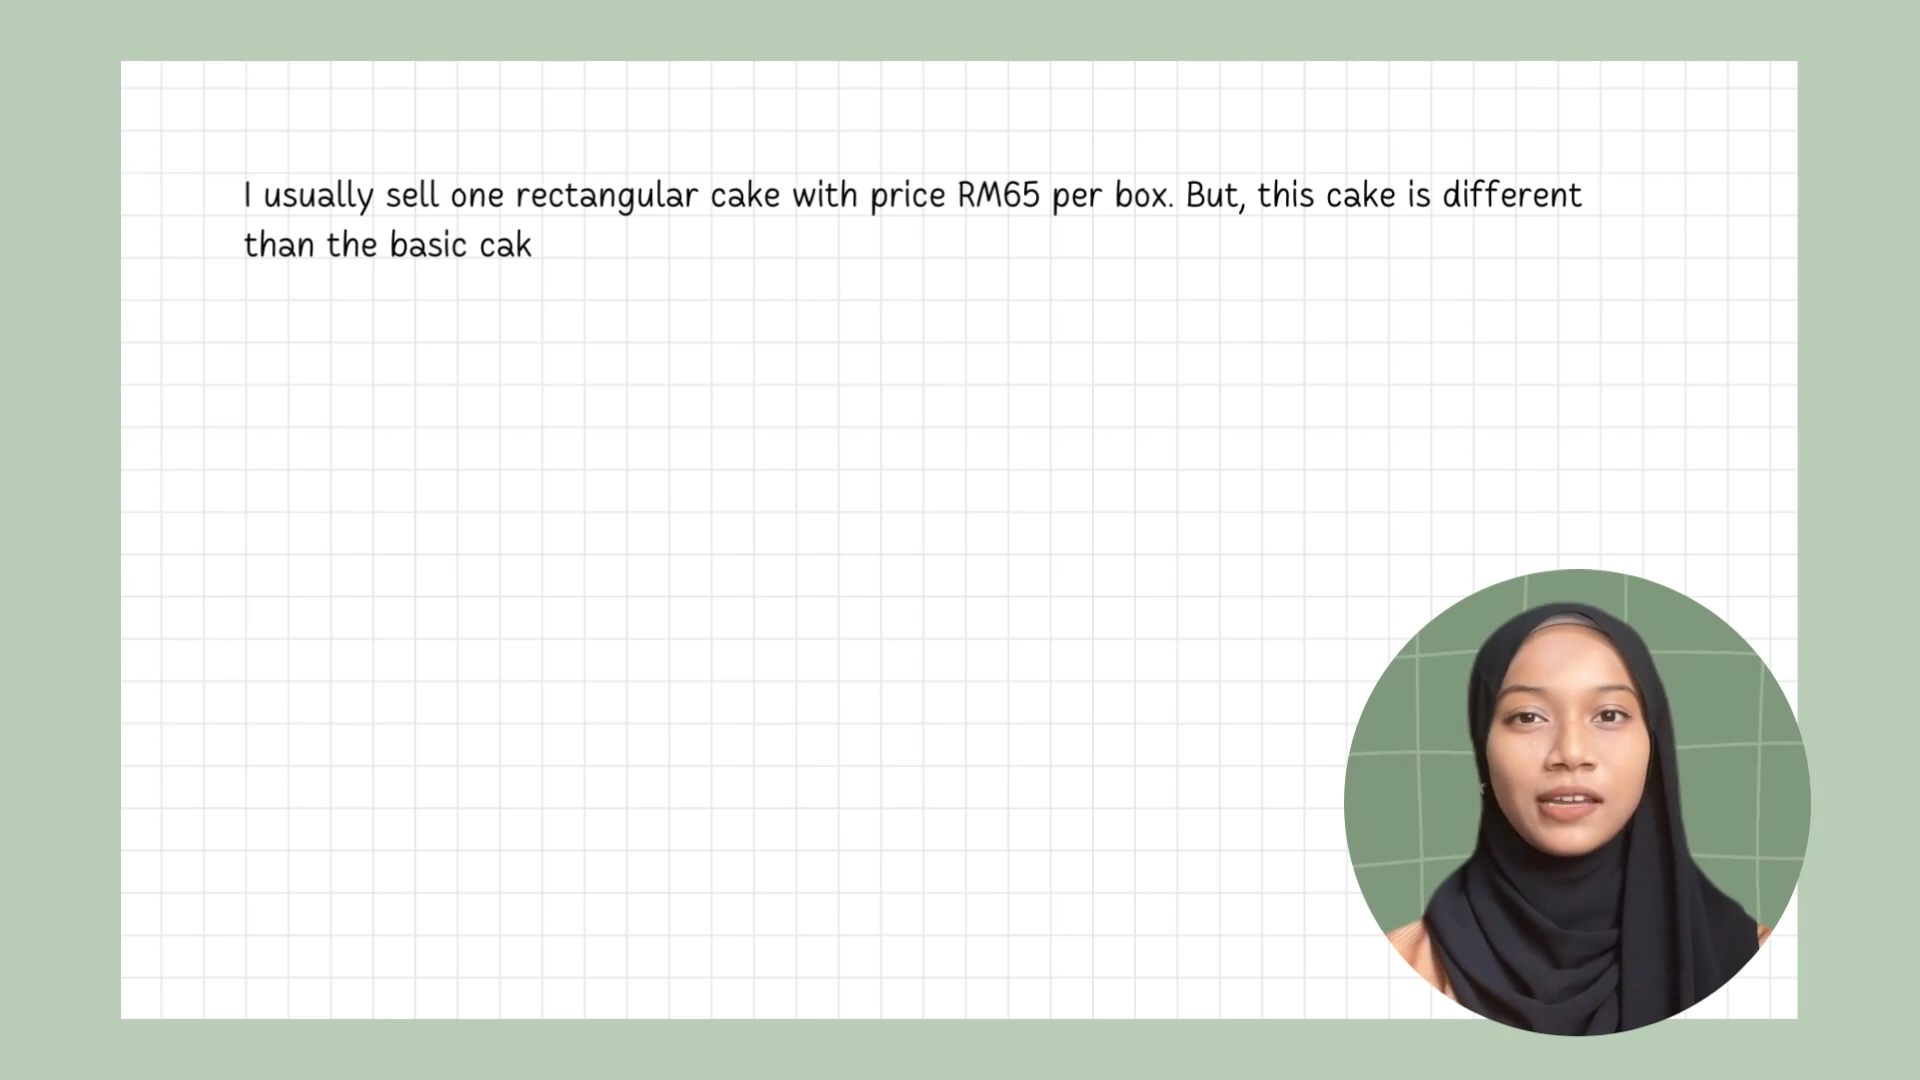 I usually sell one rectangular cake with price RM65 per box. But, this cake is different
than the basic cak